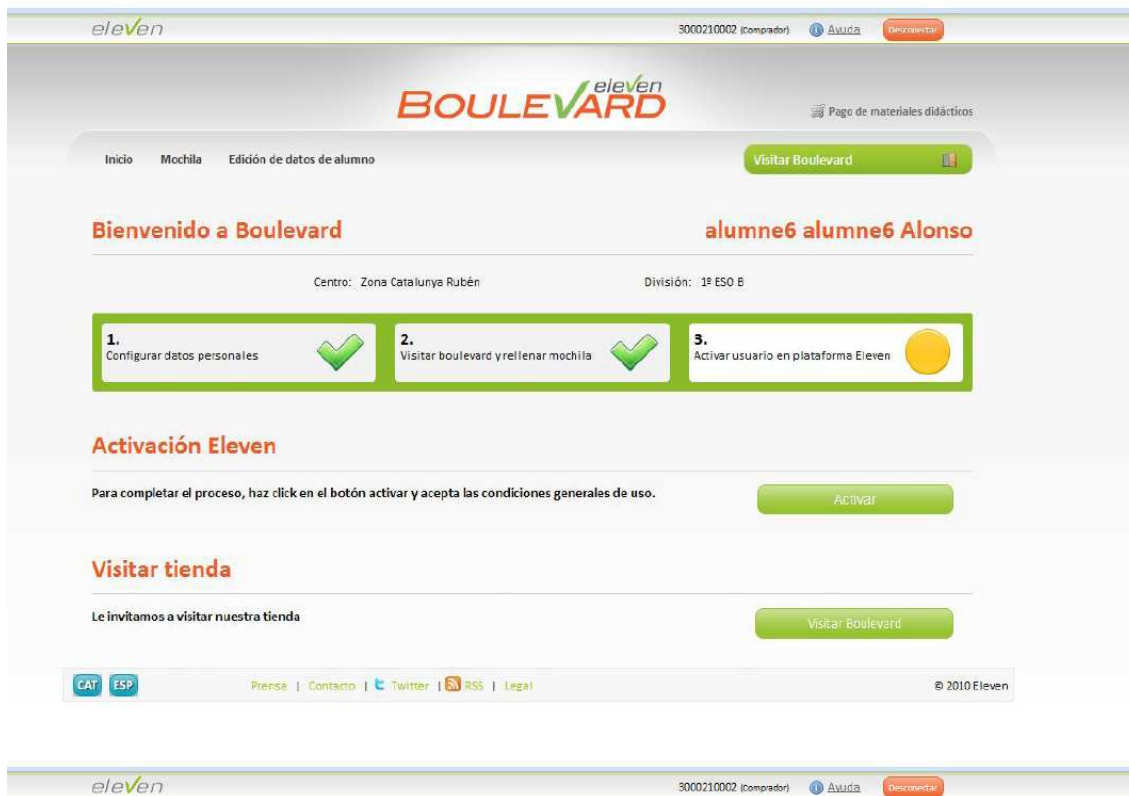 eleven 3000210002 (Comprador) Ayuda Desconectar
BOULEVARD eleven
Pago de materiales didácticos
Inicio Mochila Edición de datos de alumno Visitar Boulevard
Bienvenido a Boulevard alumne6 alumne6 Alonso
Centro: Zona Catalunya Rubén División: 1º ESO B
1. 2. 3.
Configurar datos personales Visitar boulevard y rellenar mochila Activar usuario en plataforma Eleven
Activación Eleven
Para completar el proceso, haz click en el botón activar y acepta las condiciones generales de uso. Activar
Visitar tienda
Le invitamos a visitar nuestra tienda Visitar Boulevard
CAT ESP Prensa | Contacto | Twitter | RSS | Legal © 2010 Eleven
eleven 3000210002 (Comprador) Ayuda Desconectar